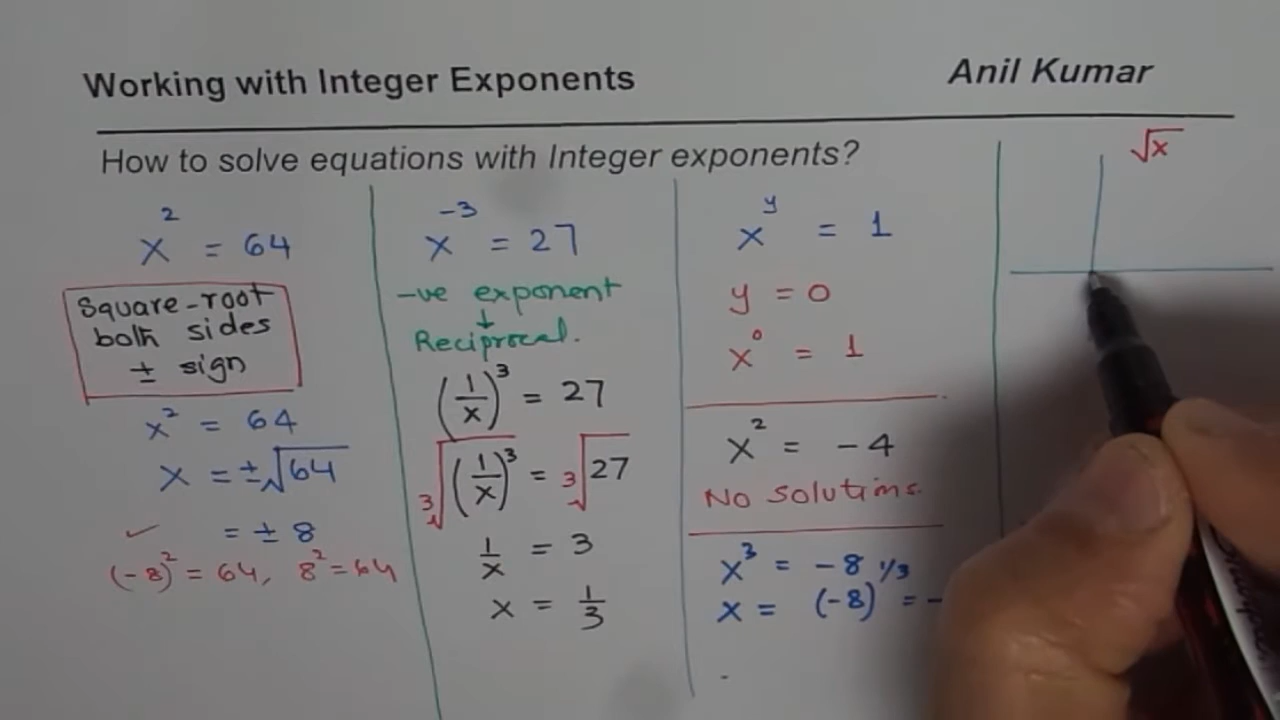 Working with Integer Exponents
Anil Kumar
How to solve equations with Integer exponents?
x² = 64
Square-root
both sides
± sign
x² = 64
x = ±√64
✓ = ± 8
(-8)² = 64, 8² = 64
x⁻³ = 27
-ve exponent
↓
Reciprocal.
(1/x)³ = 27
³√(1/x)³ = ³√27
1/x = 3
x = 1/3
x^y = 1
y = 0
x⁰ = 1
x² = -4
No solutions.
x³ = -8
x = (-8)^1/3 = -
√x